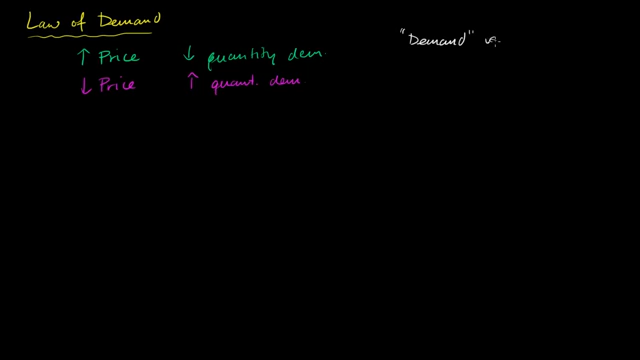 Law of Demand
↑ Price ↓ quantity dem.
↓ Price ↑ quant. dem.
"Demand" vs.